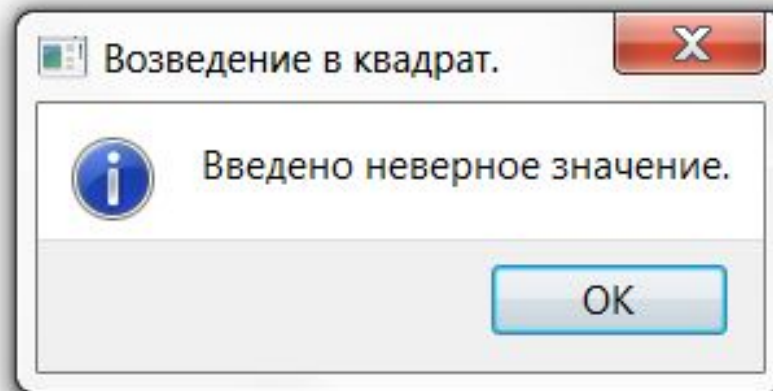 Возведение в квадрат.
Введено неверное значение.
OK